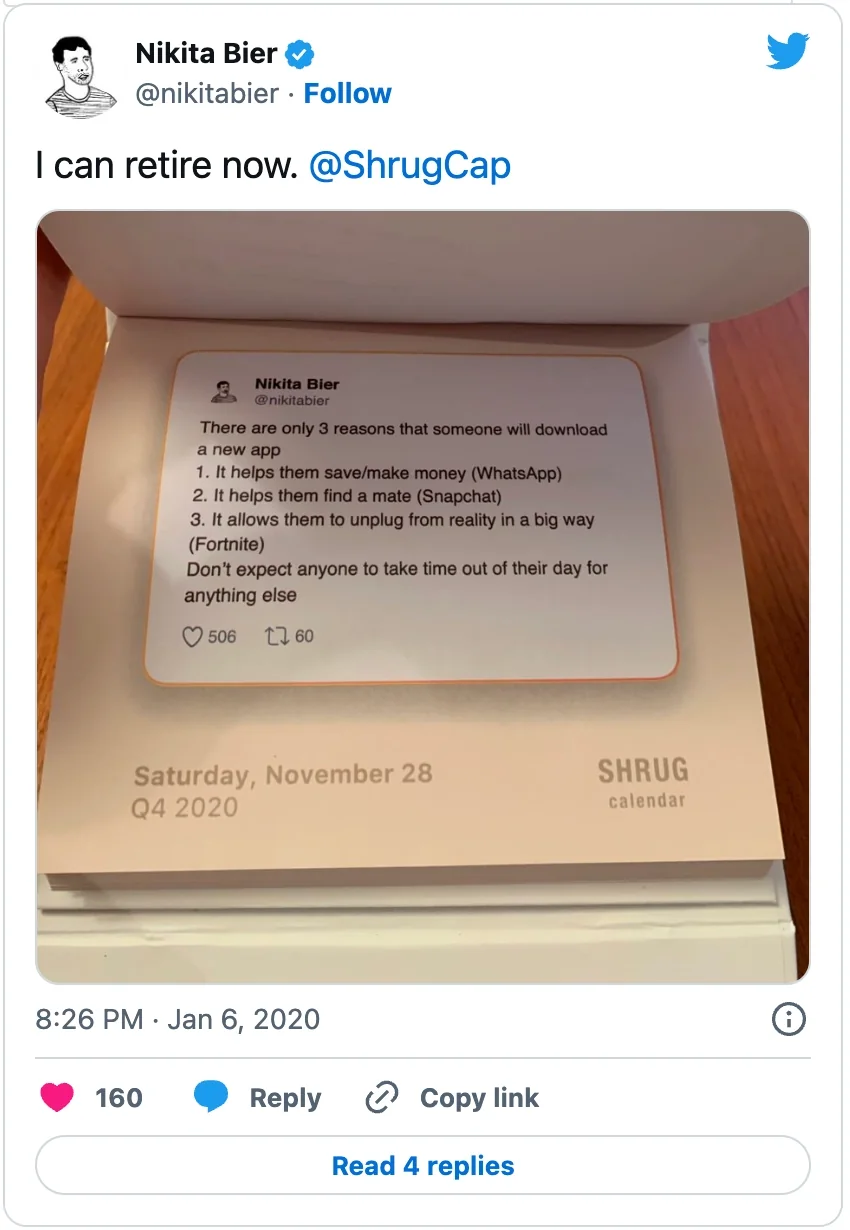 Nikita Bier
@nikitabier · Follow
I can retire now. @ShrugCap
Nikita Bier
@nikitabier
There are only 3 reasons that someone will download
a new app
1. It helps them save/make money (WhatsApp)
2. It helps them find a mate (Snapchat)
3. It allows them to unplug from reality in a big way
(Fortnite)
Don't expect anyone to take time out of their day for
anything else
506 60
Saturday, November 28
Q4 2020
SHRUG
calendar
8:26 PM · Jan 6, 2020
160 Reply Copy link
Read 4 replies